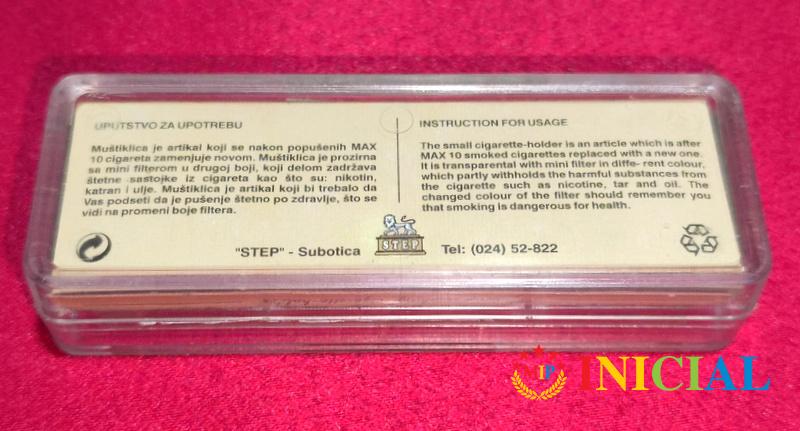 UPUTSTVO ZA UPOTREBU
Muštiklica je artikal koji se nakon popušenih MAX
10 cigareta zamenjuje novom. Muštiklica je prozirna
sa mini filterom u drugoj boji, koji delom zadržava
štetne sastojke iz cigareta kao što su: nikotin,
katran i ulje. Muštiklica je artikal koji bi trebalo da
Vas podseti da je pušenje štetno po zdravlje, što se
vidi na promeni boje filtera.
INSTRUCTION FOR USAGE
The small cigarette-holder is an article which is after
MAX 10 smoked cigarettes replaced with a new one.
It is transparental with mini filter in diffe- rent colour,
which partly withholds the harmful substances from
the cigarette such as nicotine, tar and oil. The
changed colour of the filter should remember you
that smoking is dangerous for health.
"STEP" - Subotica
STEP
Tel: (024) 52-822
VIP
INICIAL